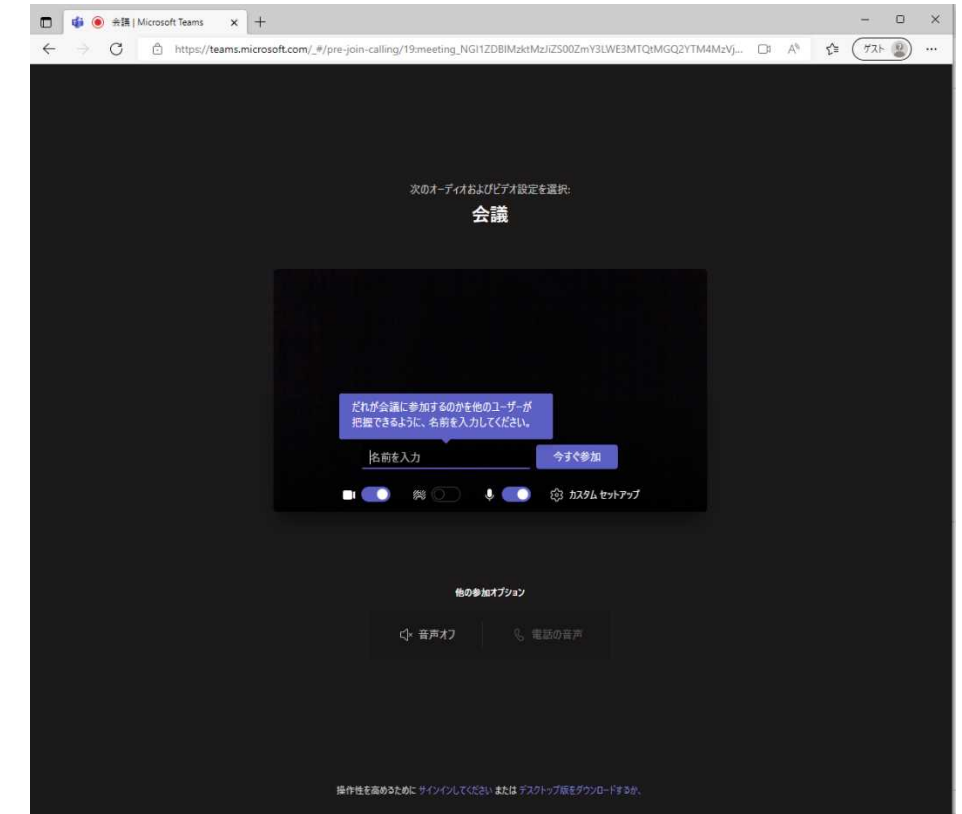 会議 | Microsoft Teams
https://teams.microsoft.com/_#/pre-join-calling/19:meeting_NGI1ZDBlMzktMzJiZS00ZmY3LWE3MTQtMGQ2YTM4MzVj...
ゲスト
次のオーディオおよびビデオ設定を選択:
会議
だれが会議に参加するのかを他のユーザーが
把握できるように、名前を入力してください。
名前を入力
今すぐ参加
カスタム セットアップ
他の参加オプション
音声オフ
電話の音声
操作性を高めるために サインインしてください または デスクトップ版をダウンロードするか、